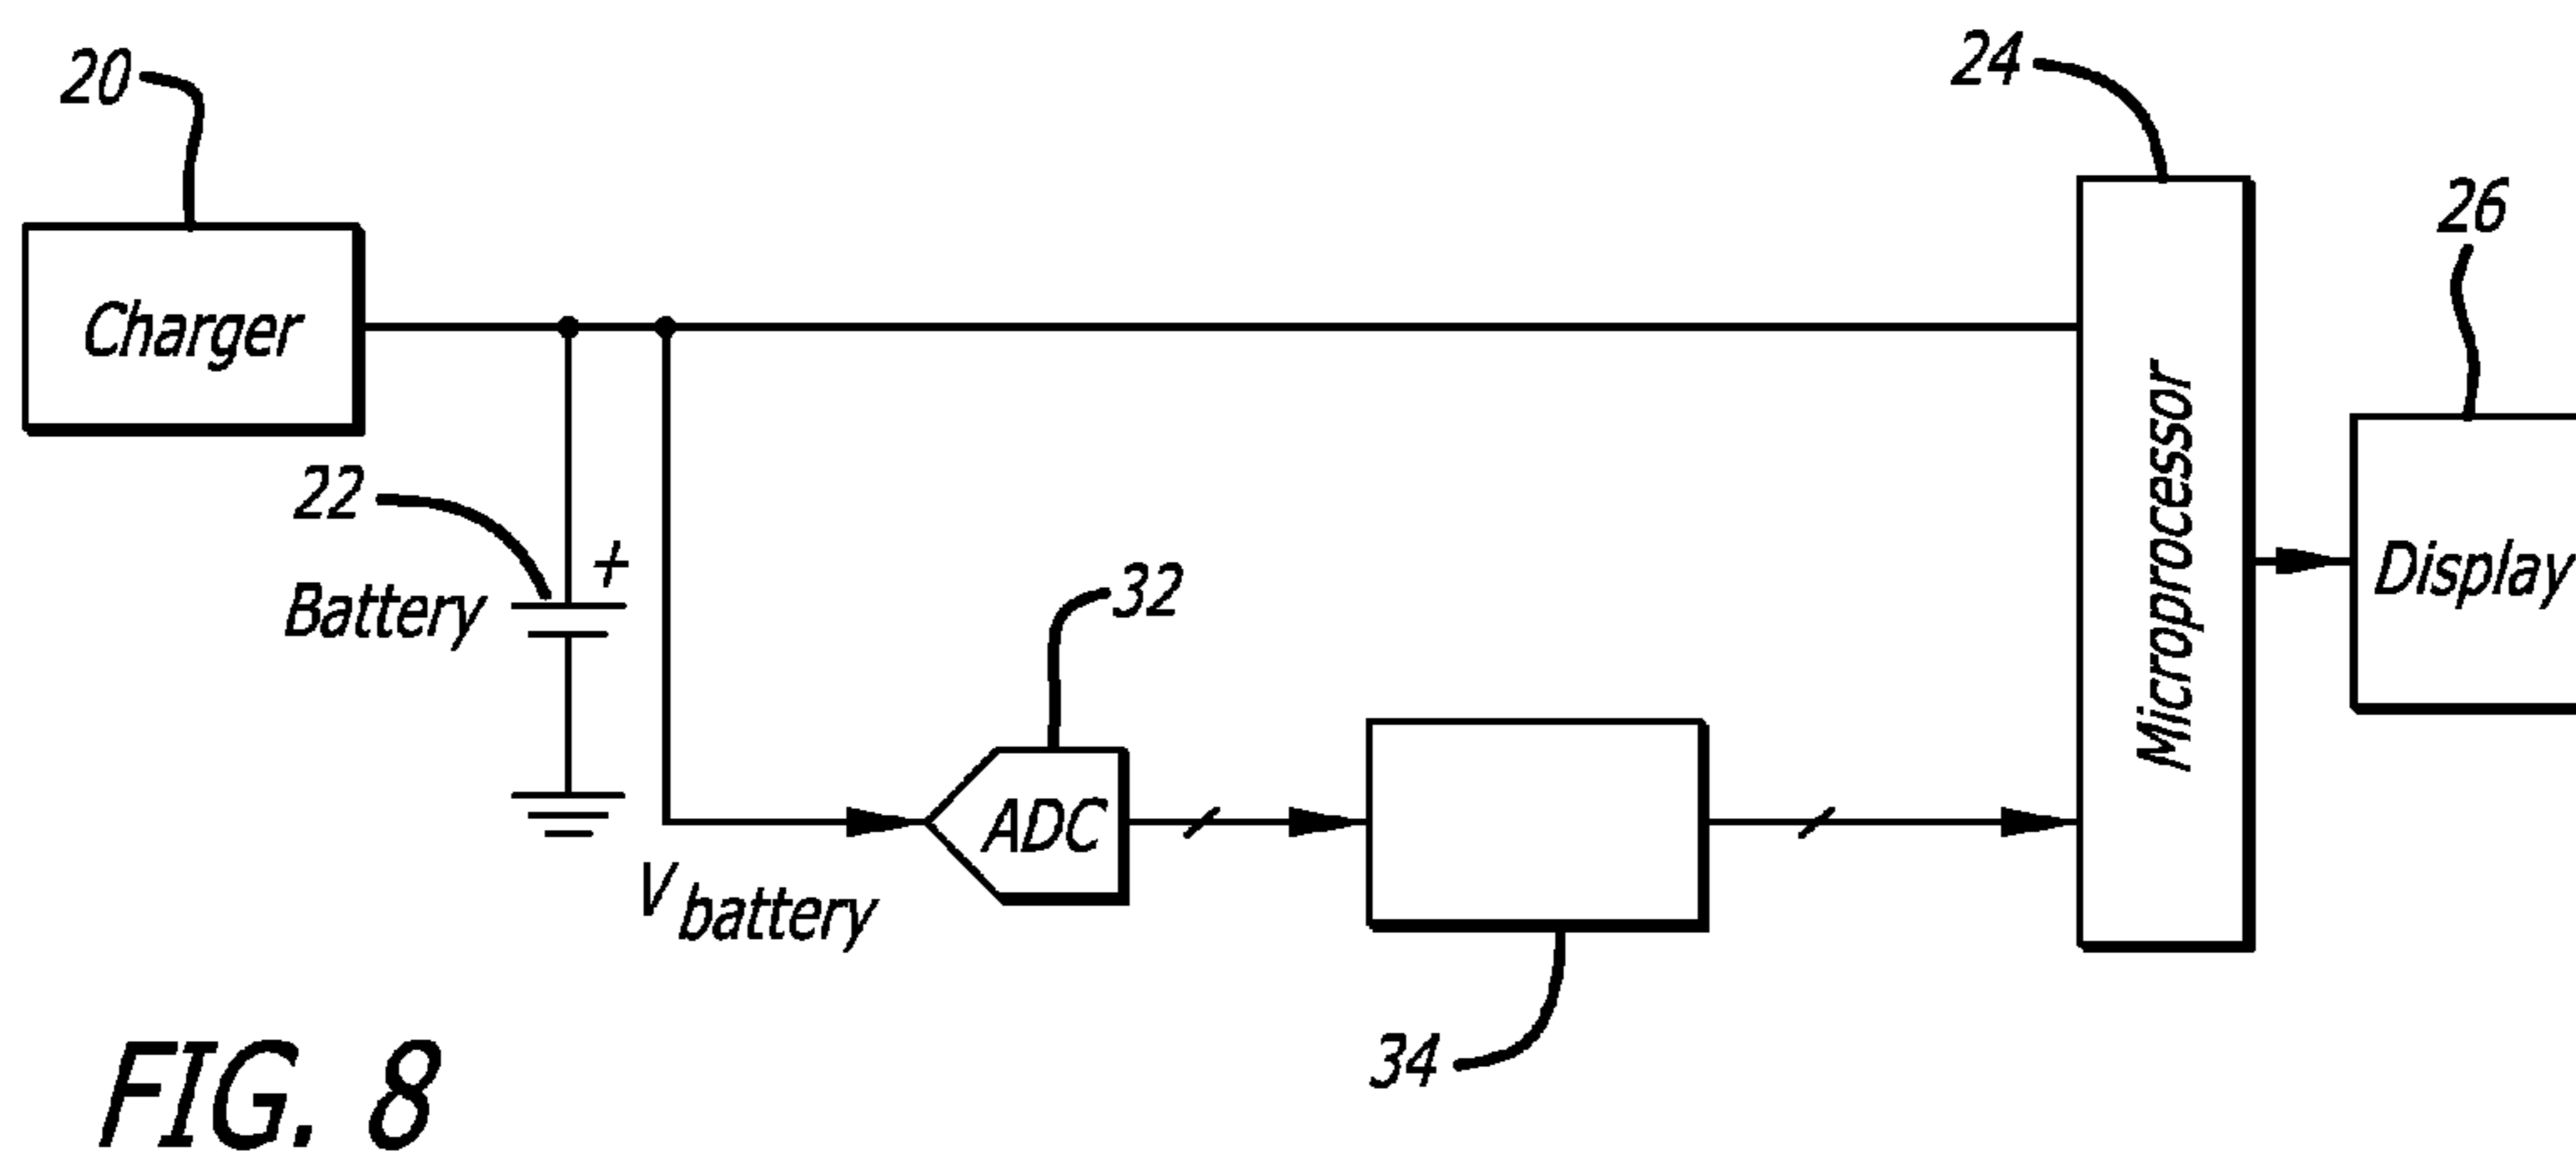 20
24
26
Charger
22
+
Battery
Microprocessor
Display
32
ADC
V battery
34
FIG. 8